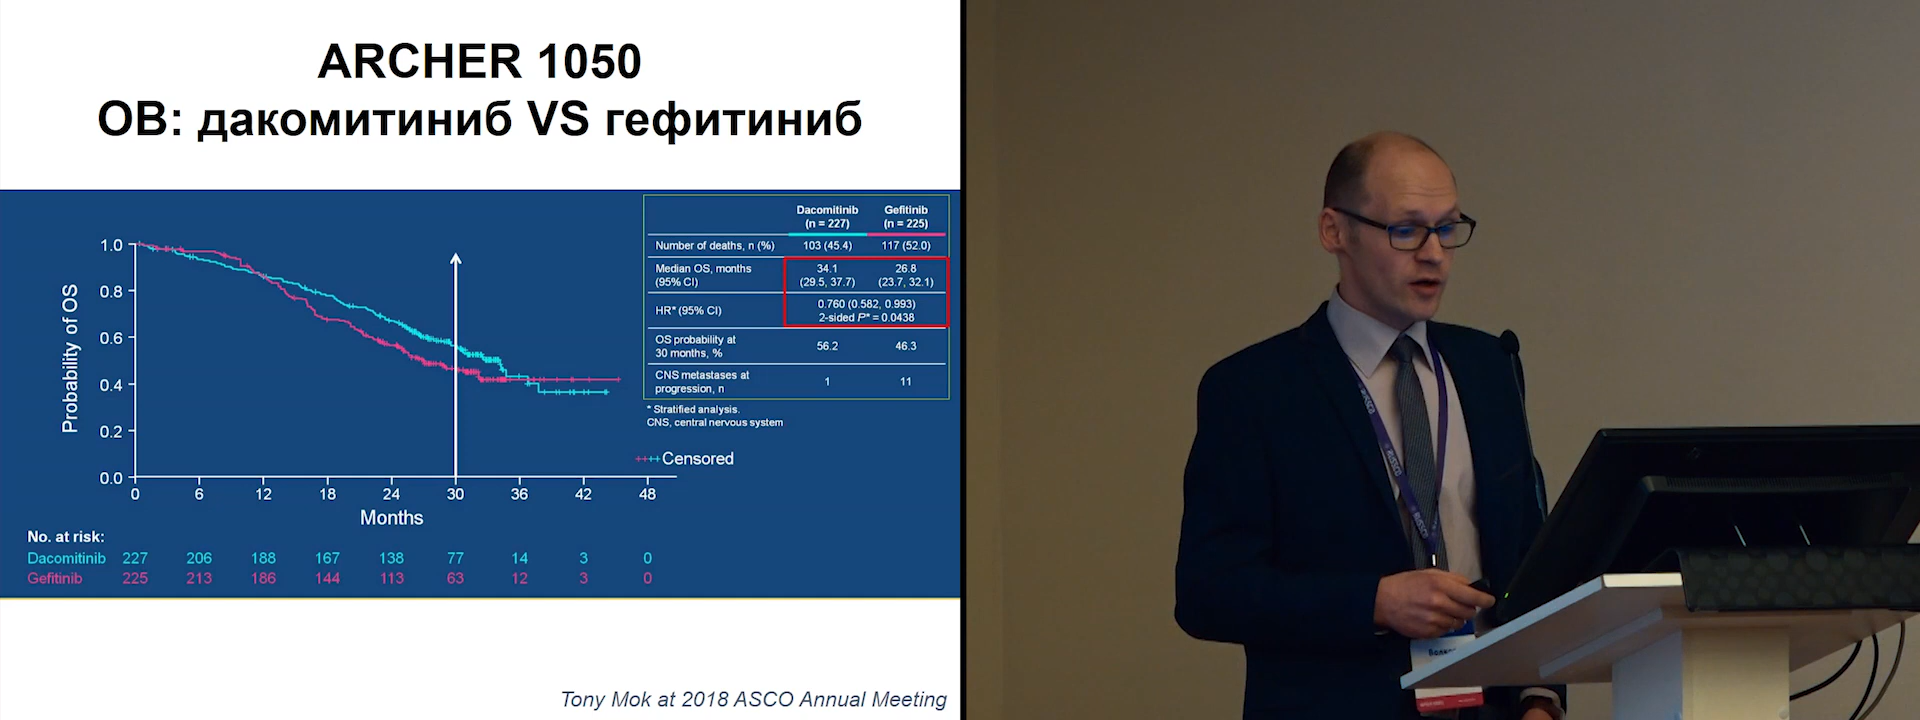 ARCHER 1050
ОВ: дакомитиниб VS гефитиниб
Dacomitinib Gefitinib
(n = 227) (n = 225)
Number of deaths, n (%) 103 (45.4) 117 (52.0)
Median OS, months 34.1 26.8
(95% CI) (29.5, 37.7) (23.7, 32.1)
HR* (95% CI) 0.760 (0.582, 0.993)
2-sided P* = 0.0438
OS probability at
30 months, % 56.2 46.3
CNS metastases at
progression, n 1 11
* Stratified analysis.
CNS, central nervous system
Censored
Probability of OS
1.0
0.8
0.6
0.4
0.2
0.0
0 6 12 18 24 30 36 42 48
Months
No. at risk:
Dacomitinib 227 206 188 167 138 77 14 3 0
Gefitinib 225 213 186 144 113 63 12 3 0
Tony Mok at 2018 ASCO Annual Meeting
RUSSCO
RUSSCO